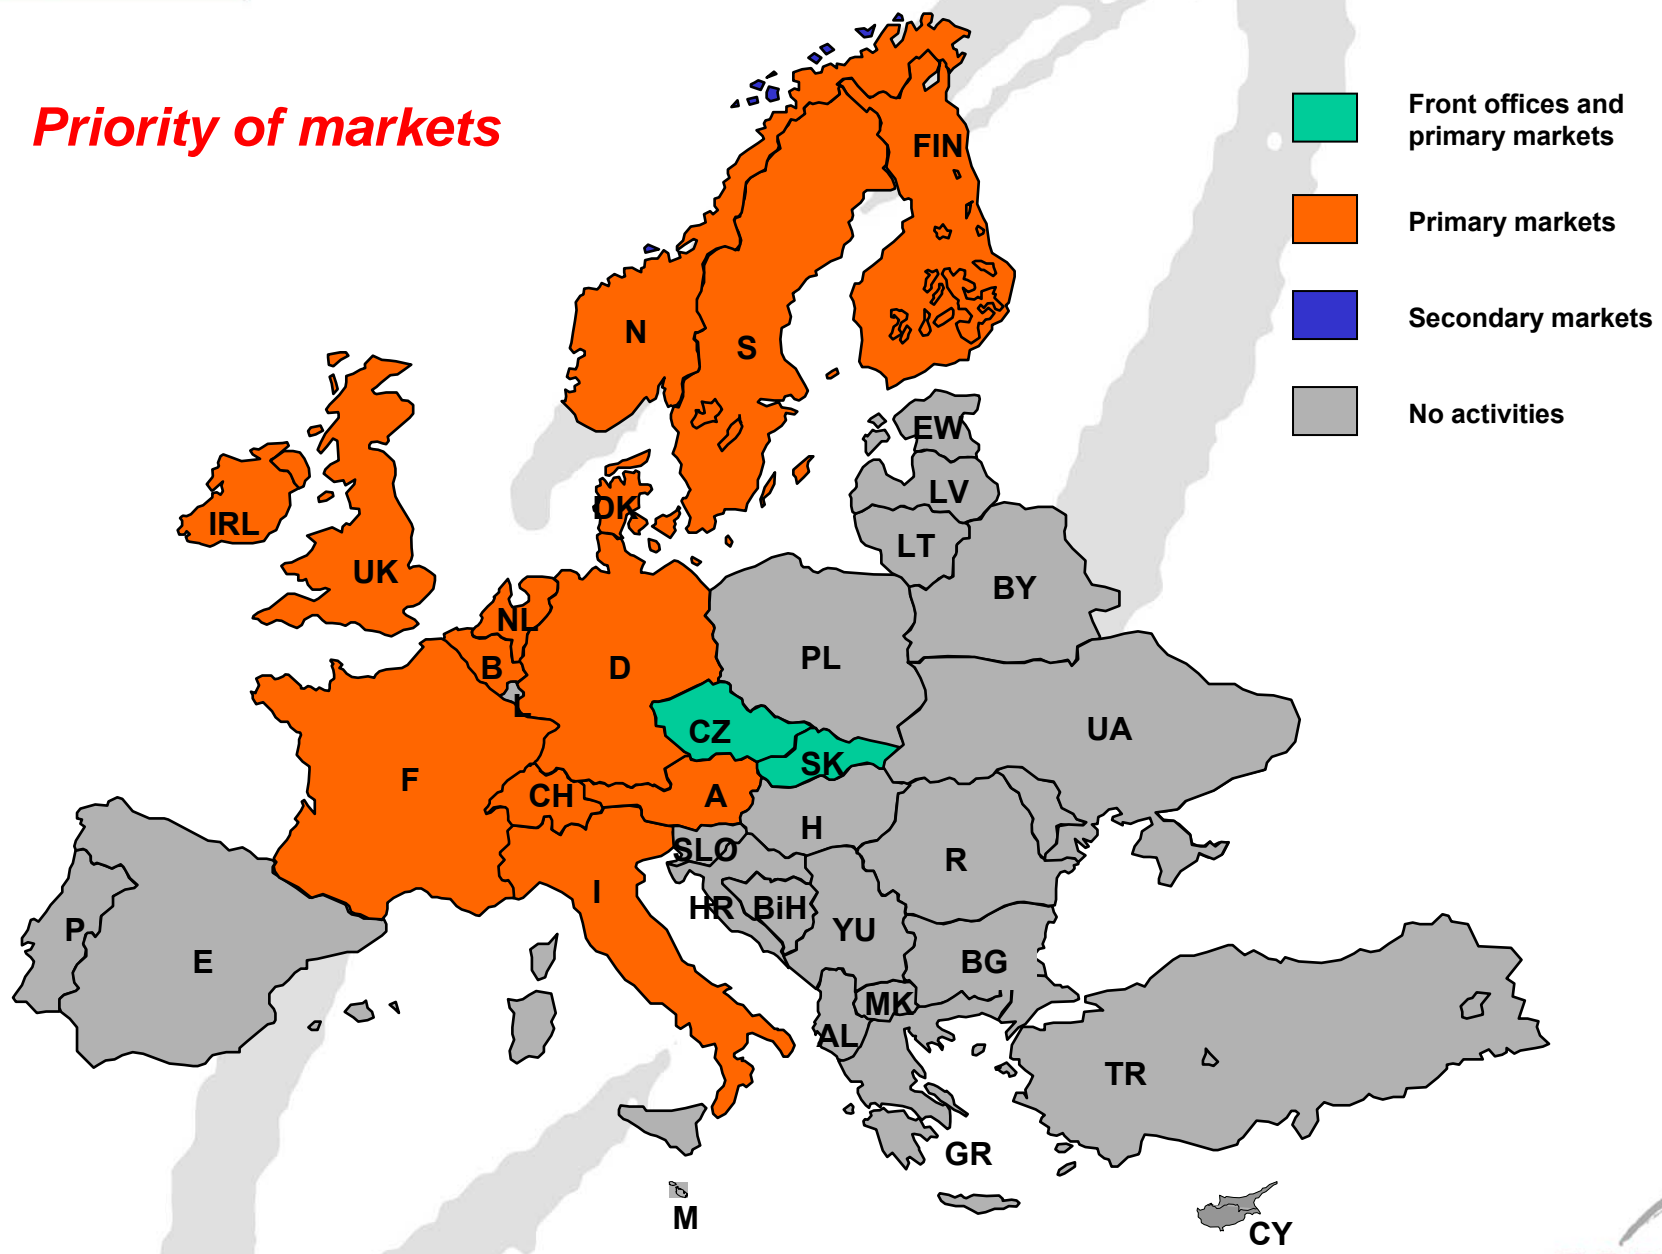 Priority of markets
Front offices and
primary markets
Primary markets
Secondary markets
No activities
FIN
N
S
EW
LV
LT
BY
DK
IRL
UK
NL
B
L
D
PL
CZ
SK
UA
F
CH
A
H
SLO
R
I
HR
BiH
YU
P
E
BG
MK
AL
TR
GR
M
CY